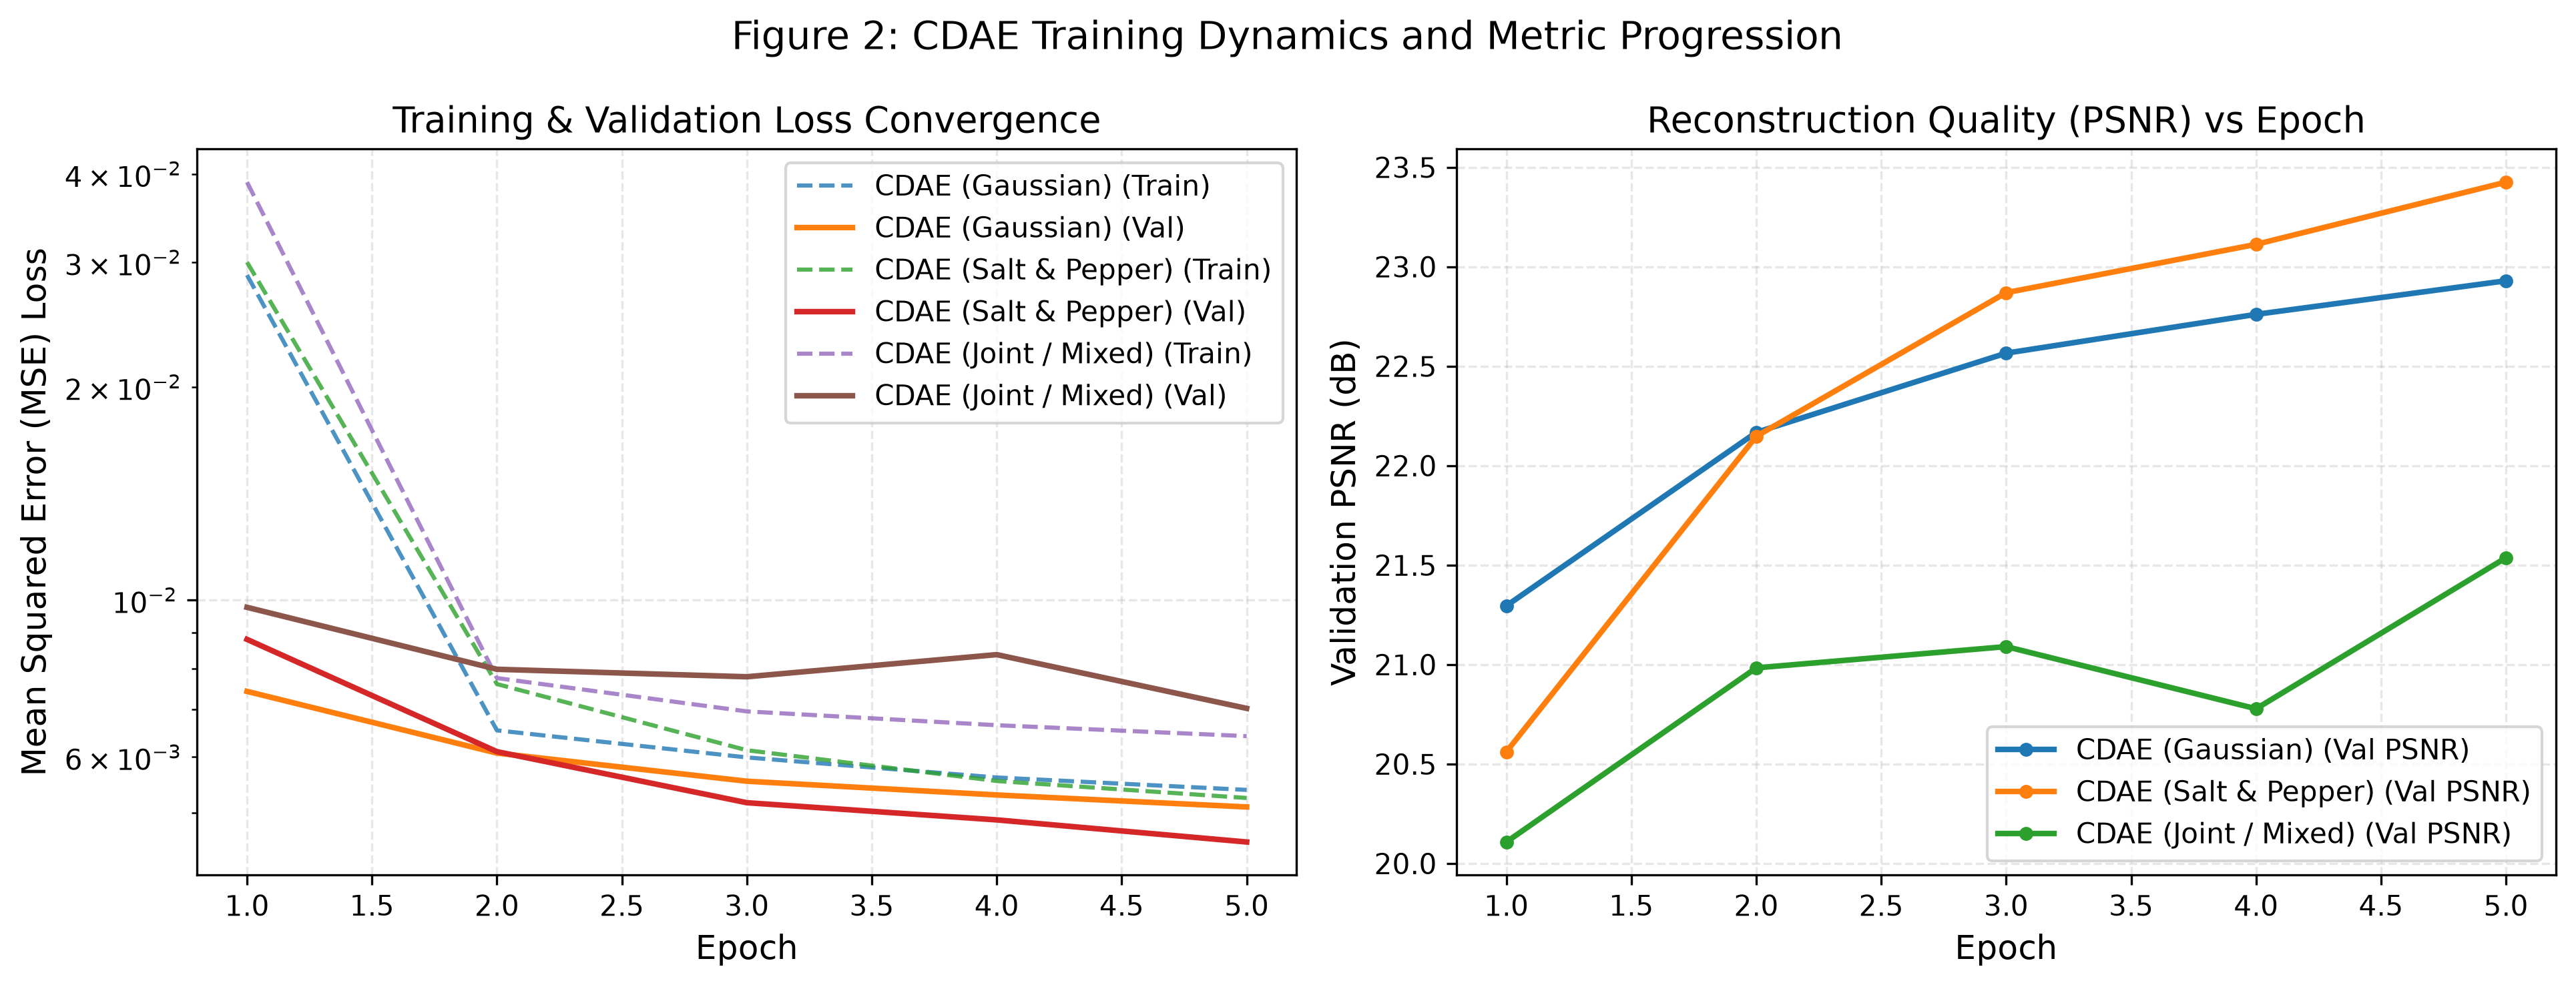 Figure 2: CDAE Training Dynamics and Metric Progression
Training & Validation Loss Convergence
Mean Squared Error (MSE) Loss
4 × 10⁻²
3 × 10⁻²
2 × 10⁻²
10⁻²
6 × 10⁻³
CDAE (Gaussian) (Train)
CDAE (Gaussian) (Val)
CDAE (Salt & Pepper) (Train)
CDAE (Salt & Pepper) (Val)
CDAE (Joint / Mixed) (Train)
CDAE (Joint / Mixed) (Val)
1.0 1.5 2.0 2.5 3.0 3.5 4.0 4.5 5.0
Epoch
Reconstruction Quality (PSNR) vs Epoch
Validation PSNR (dB)
23.5
23.0
22.5
22.0
21.5
21.0
20.5
20.0
CDAE (Gaussian) (Val PSNR)
CDAE (Salt & Pepper) (Val PSNR)
CDAE (Joint / Mixed) (Val PSNR)
1.0 1.5 2.0 2.5 3.0 3.5 4.0 4.5 5.0
Epoch